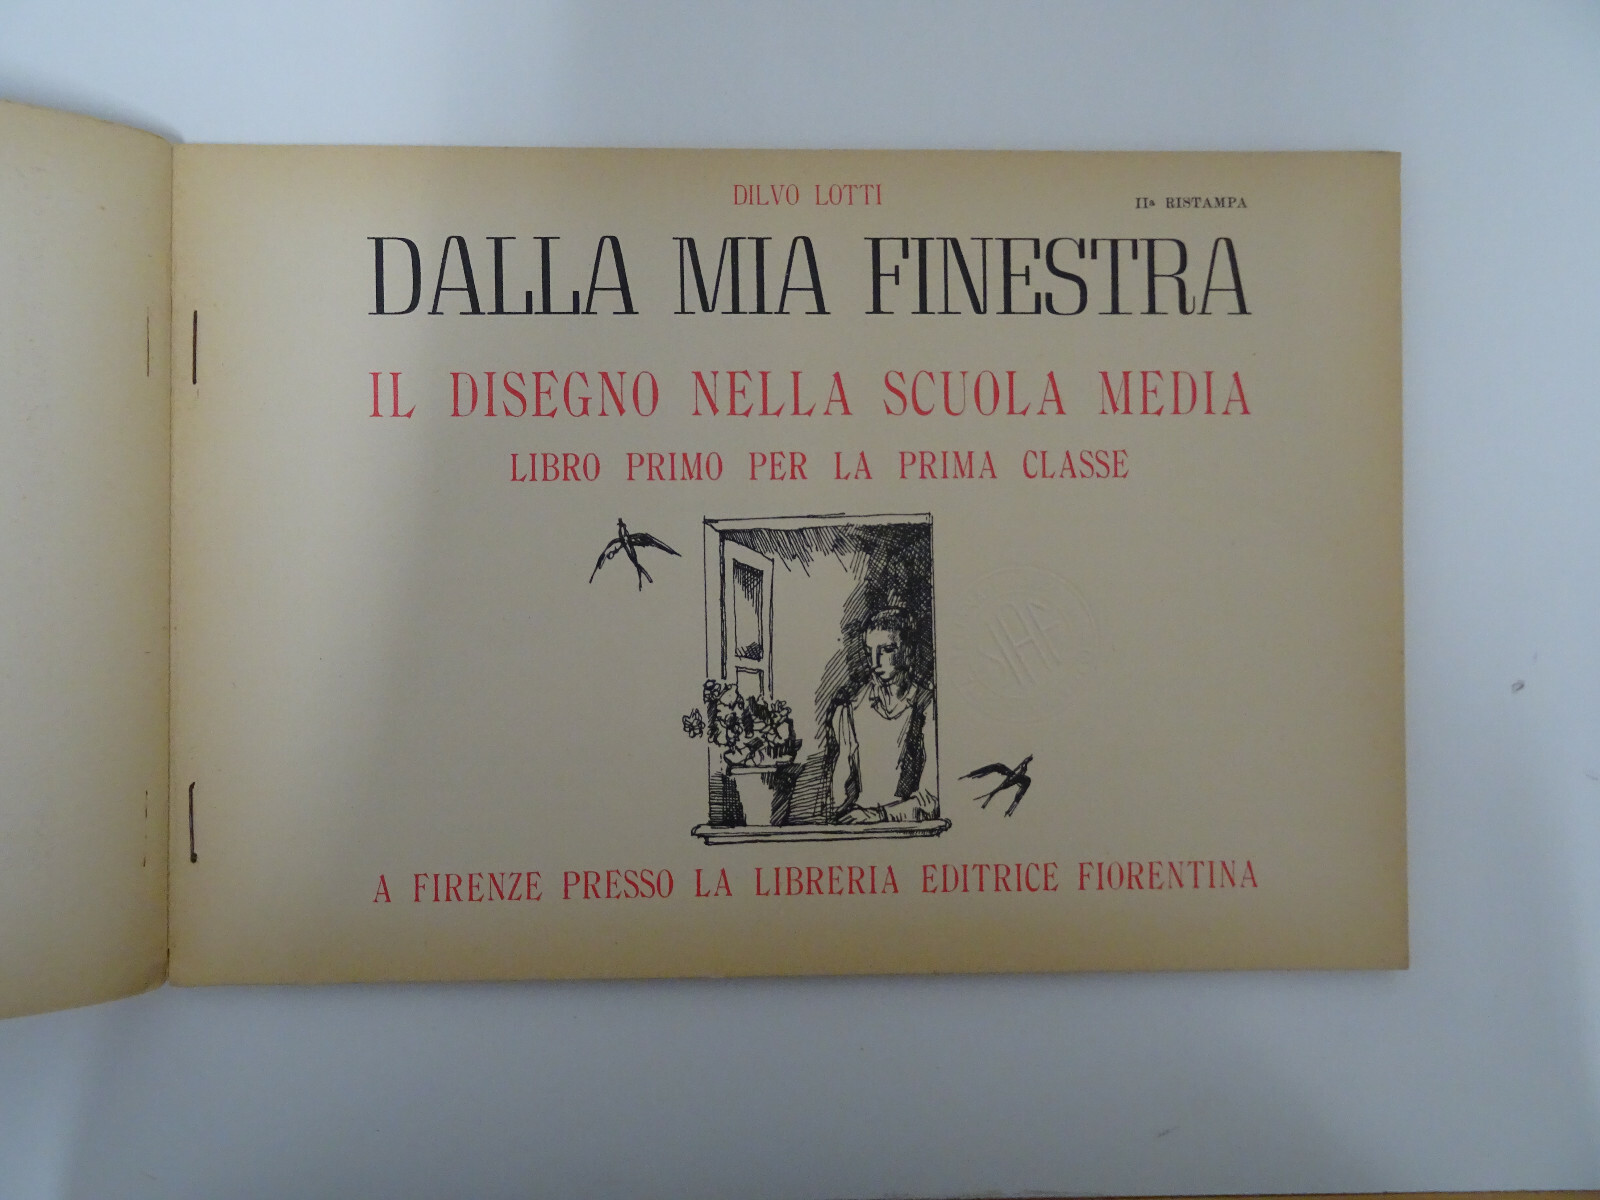 DILVO LOTTI
IIª RISTAMPA
DALLA MIA FINESTRA
IL DISEGNO NELLA SCUOLA MEDIA
LIBRO PRIMO PER LA PRIMA CLASSE
A FIRENZE PRESSO LA LIBRERIA EDITRICE FIORENTINA